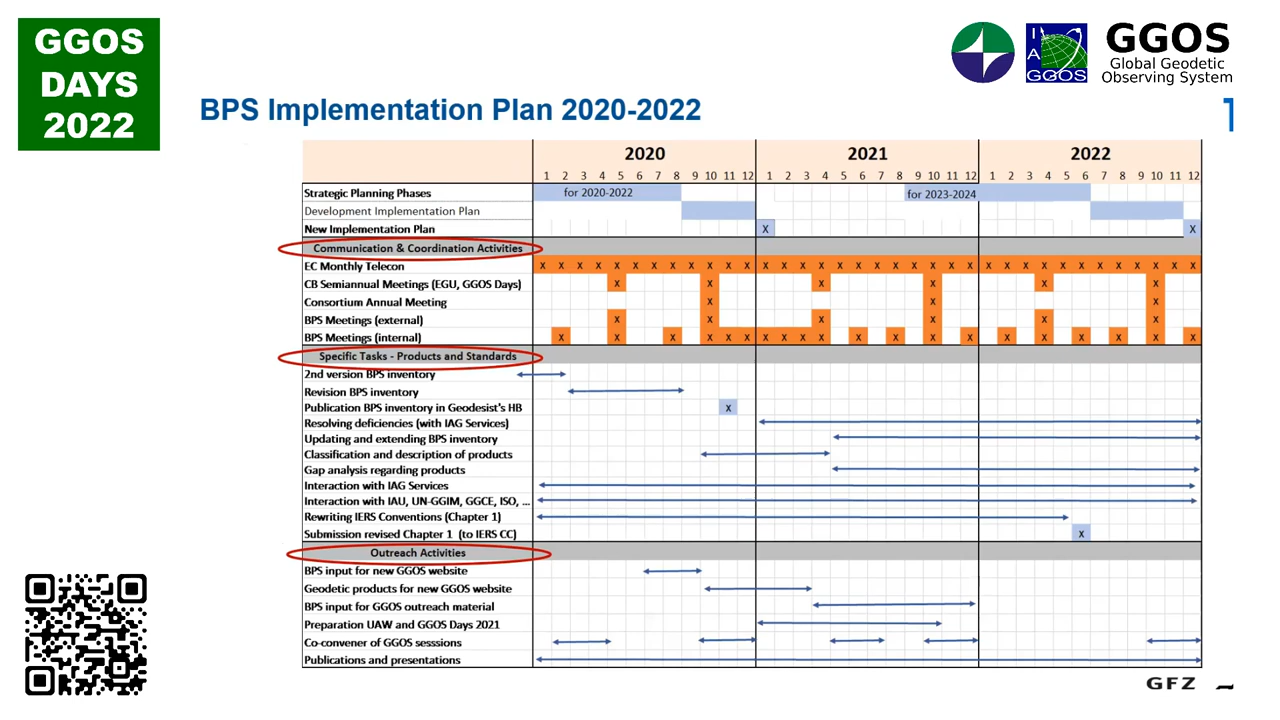 GGOS
DAYS
2022
I
A
GGOS
GGOS
Global Geodetic
Observing System
BPS Implementation Plan 2020-2022
1
2020 2021 2022
1 2 3 4 5 6 7 8 9 10 11 12 1 2 3 4 5 6 7 8 9 10 11 12 1 2 3 4 5 6 7 8 9 10 11 12
Strategic Planning Phases for 2020-2022 for 2023-2024
Development Implementation Plan
New Implementation Plan X X
Communication & Coordination Activities
EC Monthly Telecon X X X X X X X X X X X X X X X X X X X X X X X X X X X X X X X X X X X X
CB Semiannual Meetings (EGU, GGOS Days) X X X X X X
Consortium Annual Meeting X X X
BPS Meetings (external) X X X X X X
BPS Meetings (internal) X X X X X X X X X X X X X X X X X X X X
Specific Tasks - Products and Standards
2nd version BPS inventory
Revision BPS inventory
Publication BPS inventory in Geodesist's HB X
Resolving deficiencies (with IAG Services)
Updating and extending BPS inventory
Classification and description of products
Gap analysis regarding products
Interaction with IAG Services
Interaction with IAU, UN-GGIM, GGCE, ISO, ...
Rewriting IERS Conventions (Chapter 1)
Submission revised Chapter 1 (to IERS CC) X
Outreach Activities
BPS input for new GGOS website
Geodetic products for new GGOS website
BPS input for GGOS outreach material
Preparation UAW and GGOS Days 2021
Co-convener of GGOS sesssions
Publications and presentations
GFZ